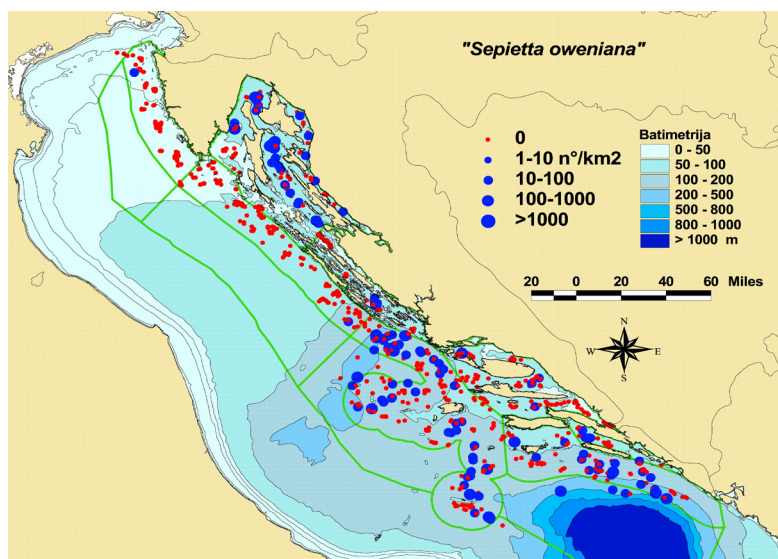 "Sepietta oweniana"
0
1-10 n°/km2
10-100
100-1000
>1000
Batimetrija
0 - 50
50 - 100
100 - 200
200 - 500
500 - 800
800 - 1000
> 1000 m
20 0 20 40 60 Miles
N
W E
S